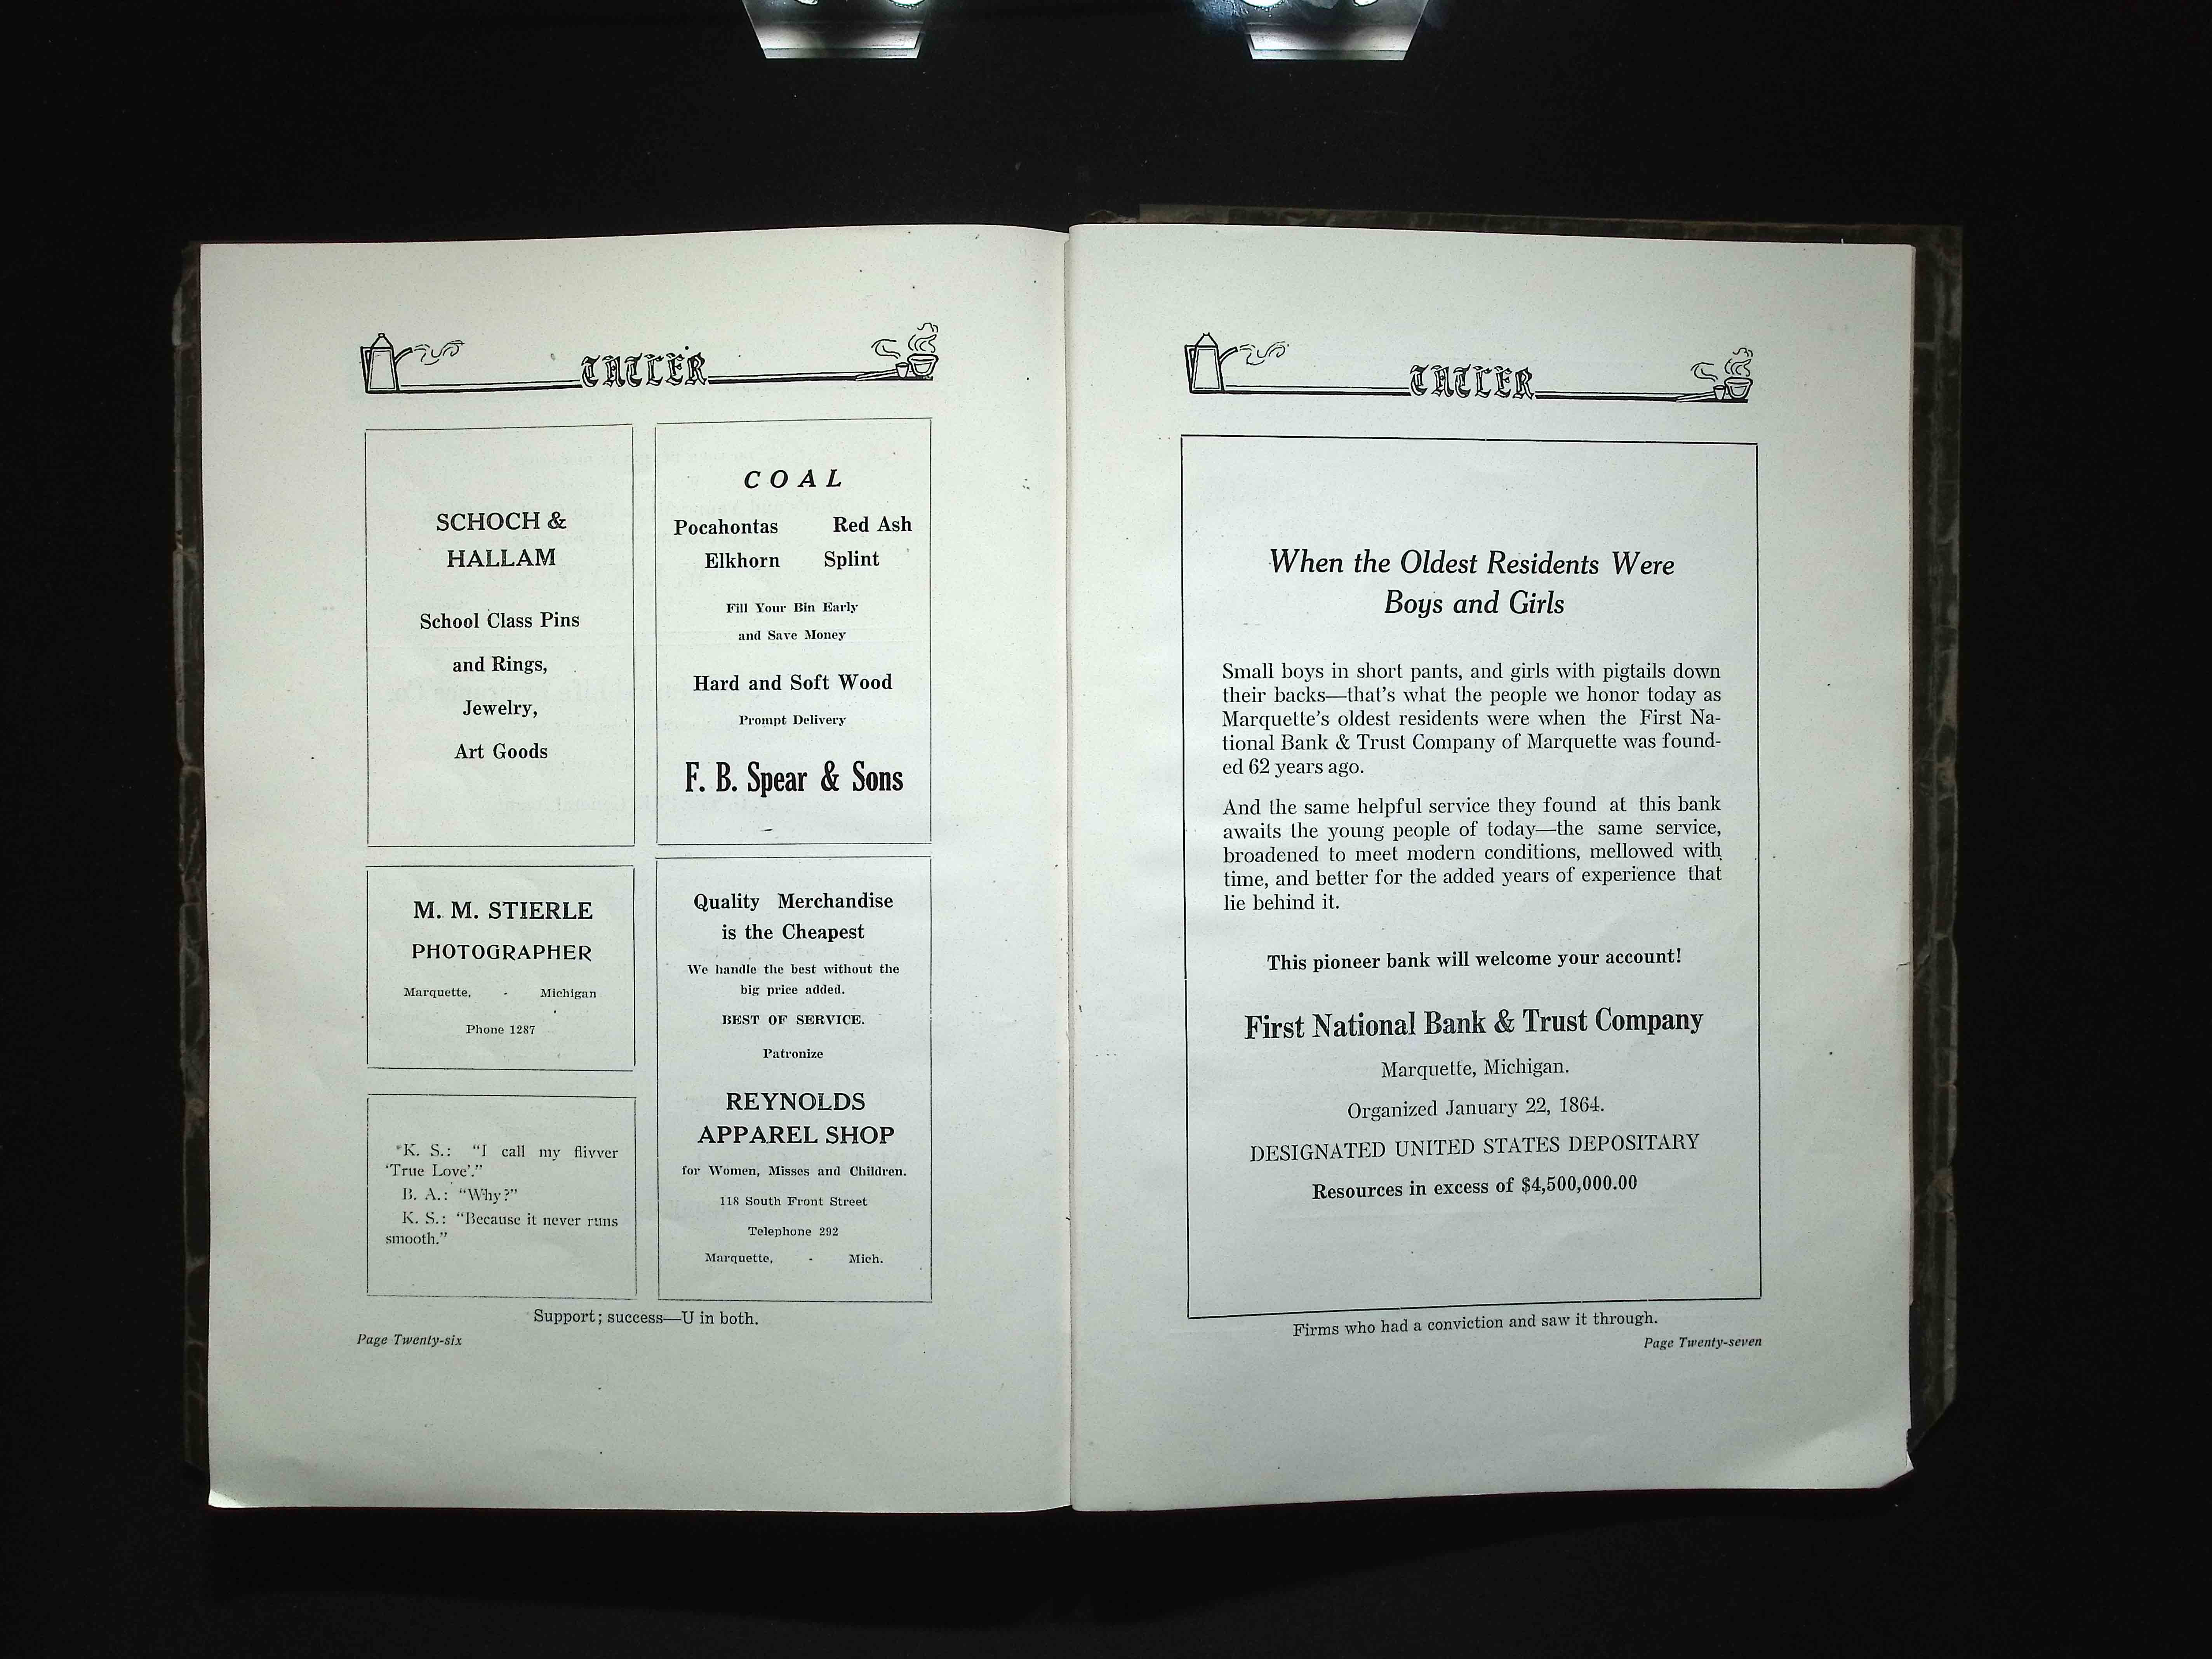 TATLER
SCHOCH &
HALLAM
School Class Pins
and Rings,
Jewelry,
Art Goods
COAL
Pocahontas Red Ash
Elkhorn Splint
Fill Your Bin Early
and Save Money
Hard and Soft Wood
Prompt Delivery
F. B. Spear & Sons
M. M. STIERLE
PHOTOGRAPHER
Marquette, - Michigan
Phone 1287
K. S.: "I call my flivver
'True Love'."
B. A.: "Why?"
K. S.: "Because it never runs
smooth."
Quality Merchandise
is the Cheapest
We handle the best without the
big price added.
BEST OF SERVICE.
Patronize
REYNOLDS
APPAREL SHOP
for Women, Misses and Children.
118 South Front Street
Telephone 292
Marquette, - Mich.
Support; success—U in both.
Page Twenty-six
TATLER
When the Oldest Residents Were
Boys and Girls
Small boys in short pants, and girls with pigtails down
their backs—that's what the people we honor today as
Marquette's oldest residents were when the First Na-
tional Bank & Trust Company of Marquette was found-
ed 62 years ago.
And the same helpful service they found at this bank
awaits the young people of today—the same service,
broadened to meet modern conditions, mellowed with
time, and better for the added years of experience that
lie behind it.
This pioneer bank will welcome your account!
First National Bank & Trust Company
Marquette, Michigan.
Organized January 22, 1864.
DESIGNATED UNITED STATES DEPOSITARY
Resources in excess of $4,500,000.00
Firms who had a conviction and saw it through.
Page Twenty-seven